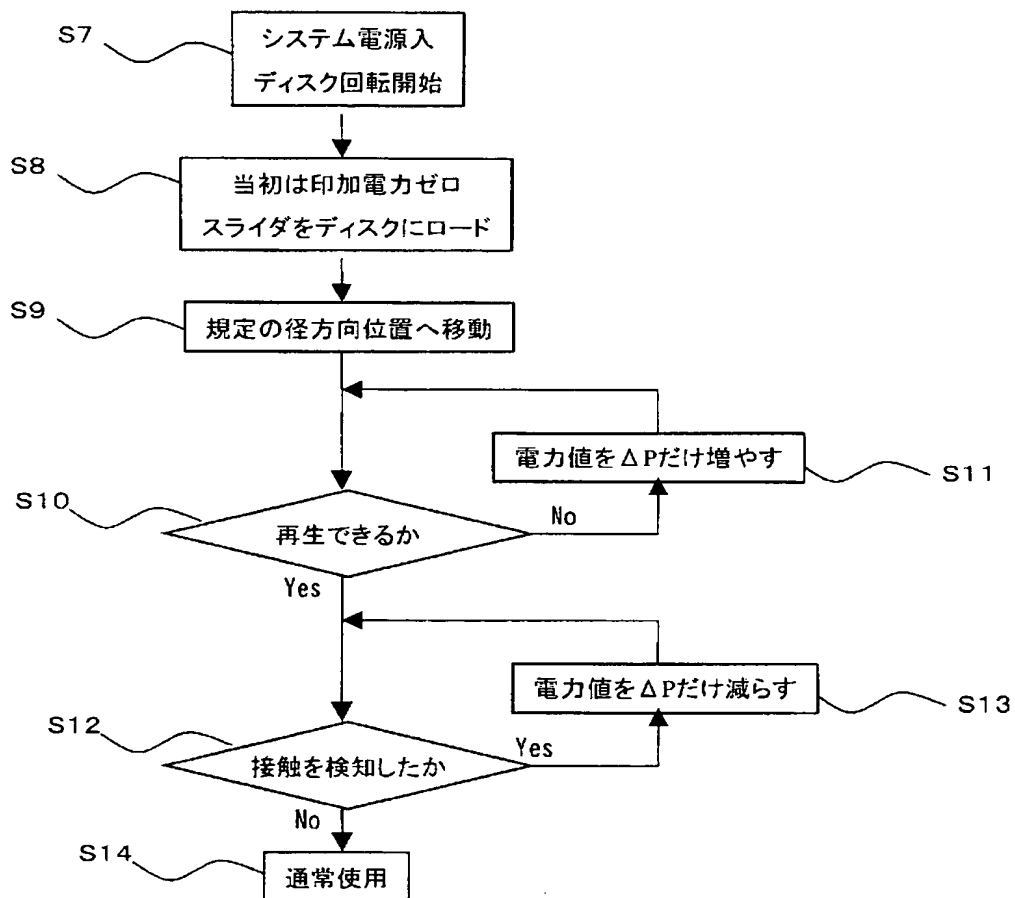 S7
システム電源入
ディスク回転開始
S8
当初は印加電力ゼロ
スライダをディスクにロード
S9
規定の径方向位置へ移動
電力値をΔPだけ増やす
S11
S10
再生できるか
No
Yes
電力値をΔPだけ減らす
S13
S12
接触を検知したか
Yes
No
S14
通常使用